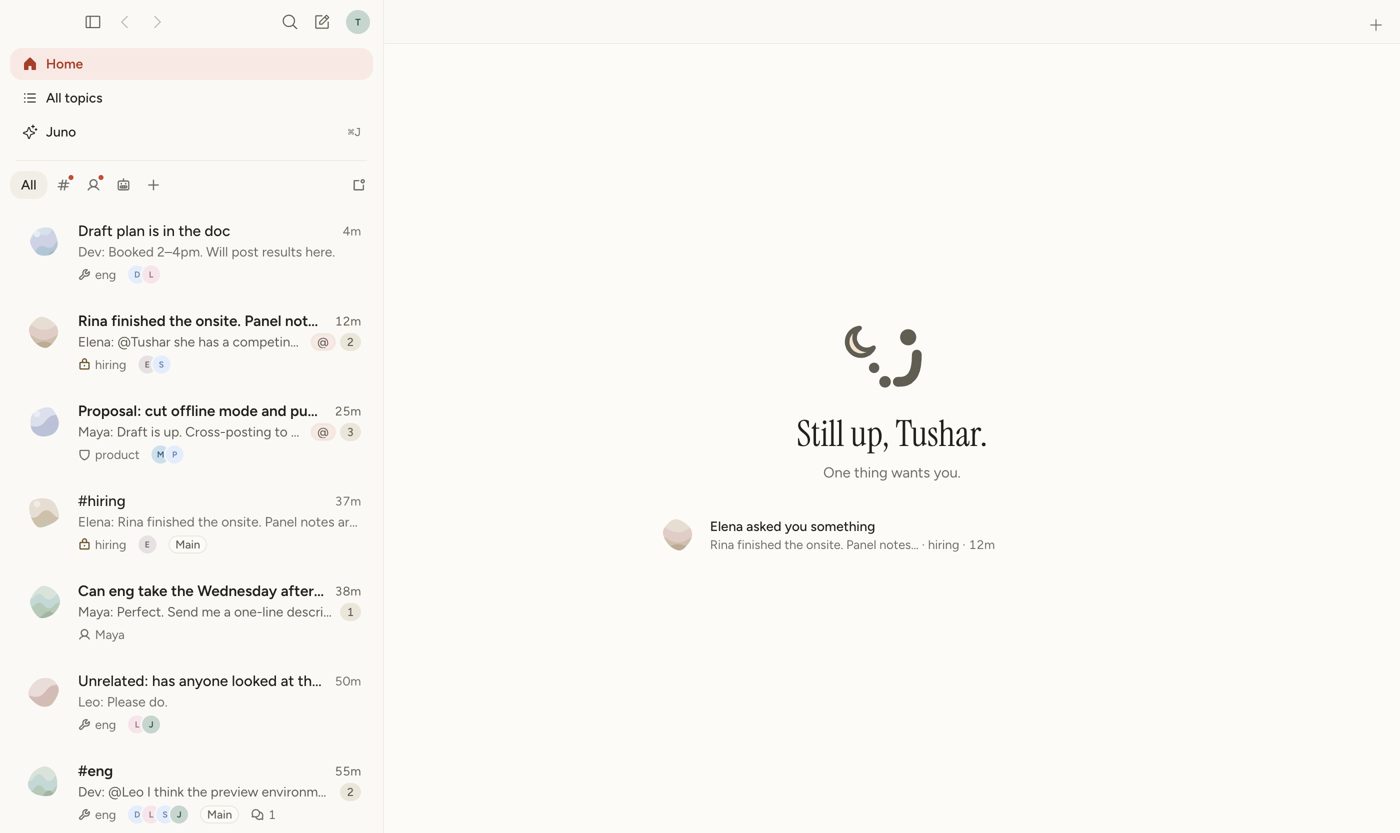 T
Home
All topics
Juno ⌘J
All
Draft plan is in the doc 4m
Dev: Booked 2–4pm. Will post results here.
eng D L
Rina finished the onsite. Panel not... 12m
Elena: @Tushar she has a competin... @ 2
hiring E S
Proposal: cut offline mode and pu... 25m
Maya: Draft is up. Cross-posting to ... @ 3
product M P
#hiring 37m
Elena: Rina finished the onsite. Panel notes ar...
hiring E Main
Can eng take the Wednesday after... 38m
Maya: Perfect. Send me a one-line descri... 1
Maya
Unrelated: has anyone looked at th... 50m
Leo: Please do.
eng L J
#eng 55m
Dev: @Leo I think the preview environm... 2
eng D L S J Main 1
Still up, Tushar.
One thing wants you.
Elena asked you something
Rina finished the onsite. Panel notes... · hiring · 12m